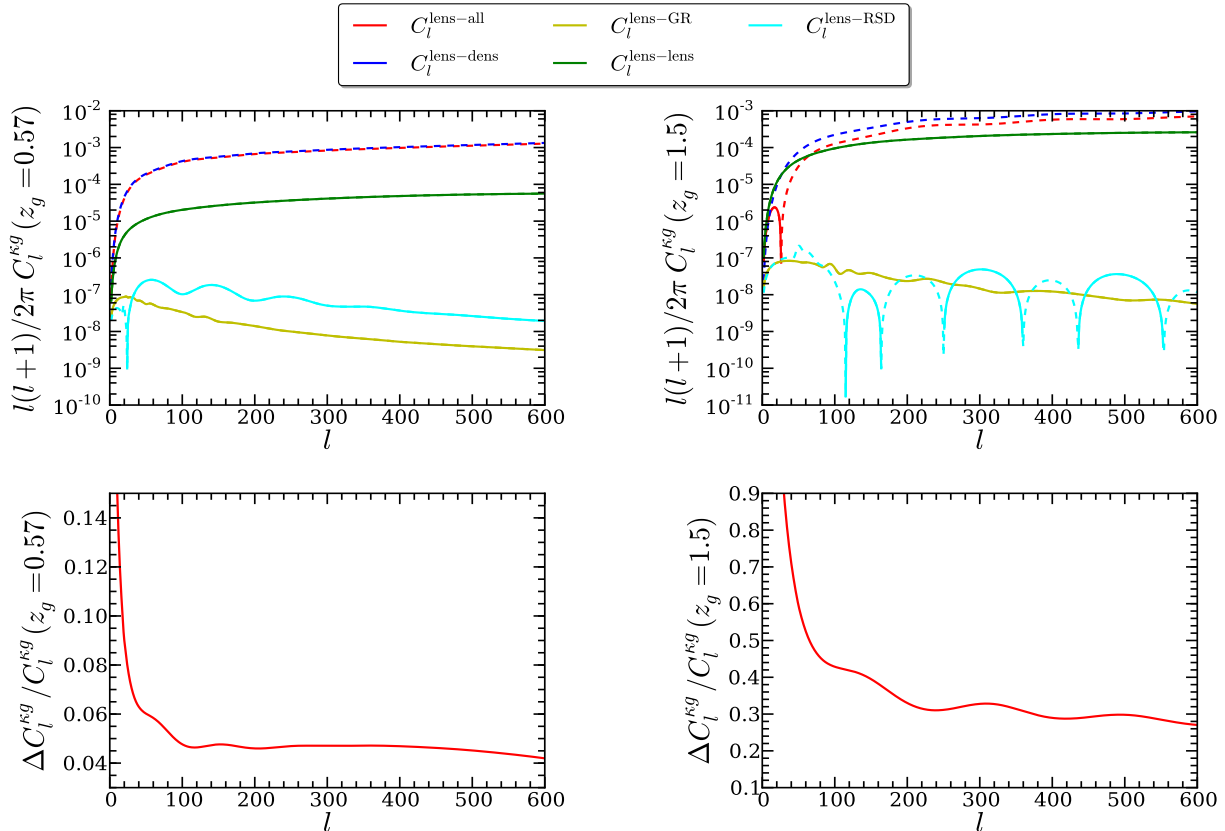 C_l^{lens−all} C_l^{lens−GR} C_l^{lens−RSD}
C_l^{lens−dens} C_l^{lens−lens}
l(l+1)/2π C_l^{κg}(z_g=0.57)
10^{-2}
10^{-3}
10^{-4}
10^{-5}
10^{-6}
10^{-7}
10^{-8}
10^{-9}
10^{-10}
0 100 200 300 400 500 600
l
l(l+1)/2π C_l^{κg}(z_g=1.5)
10^{-3}
10^{-4}
10^{-5}
10^{-6}
10^{-7}
10^{-8}
10^{-9}
10^{-10}
10^{-11}
0 100 200 300 400 500 600
l
ΔC_l^{κg}/C_l^{κg}(z_g=0.57)
0.14
0.12
0.10
0.08
0.06
0.04
0 100 200 300 400 500 600
l
ΔC_l^{κg}/C_l^{κg}(z_g=1.5)
0.9
0.8
0.7
0.6
0.5
0.4
0.3
0.2
0.1
0 100 200 300 400 500 600
l